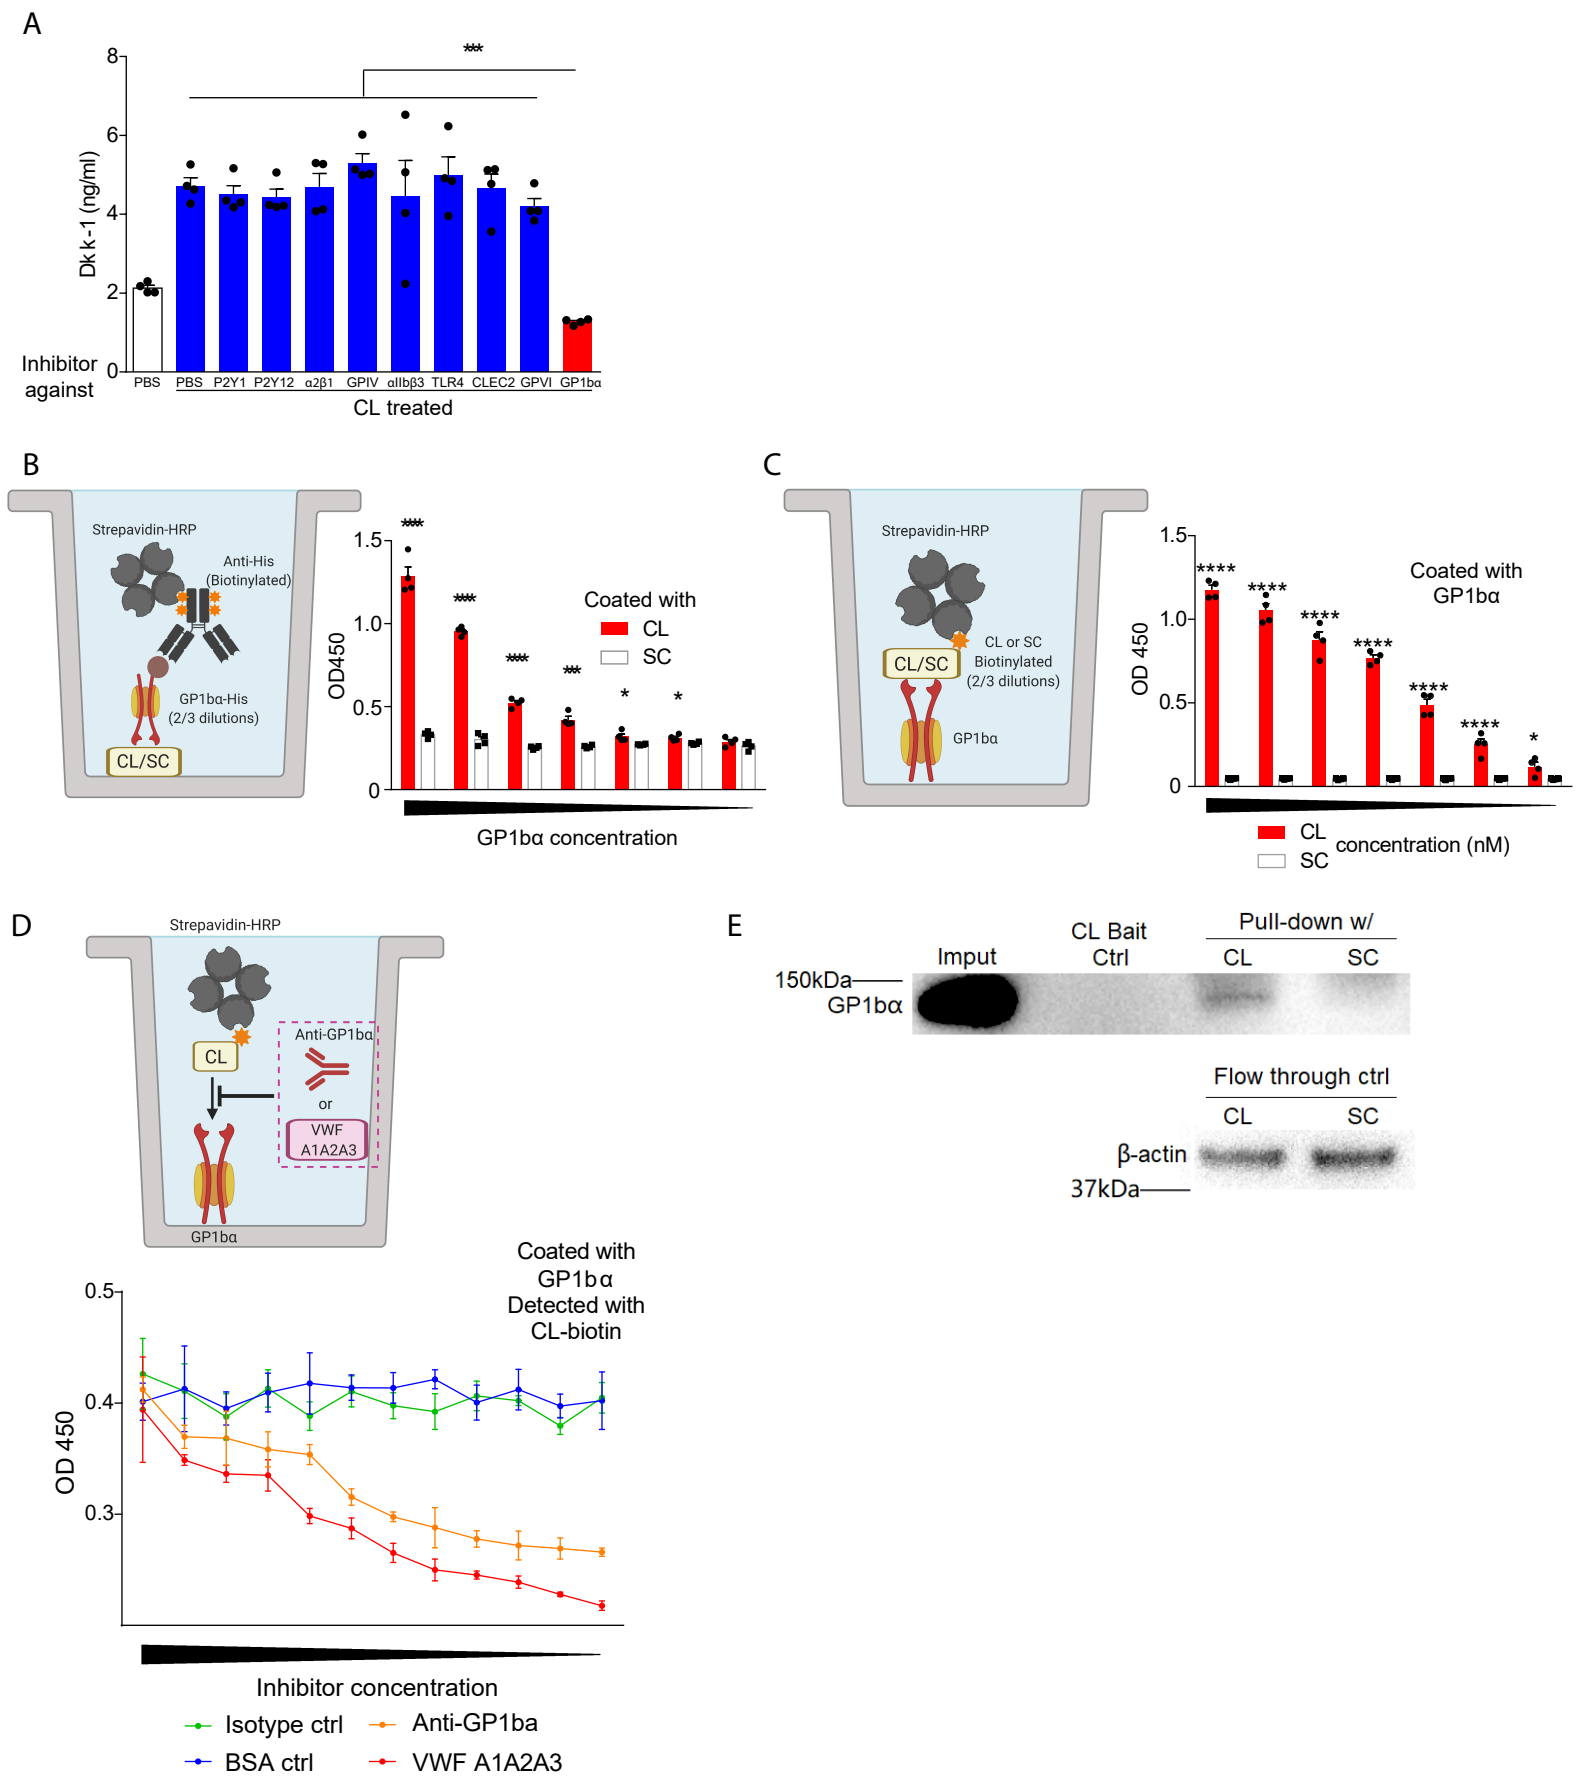 A
***
8
6
4
2
0
Dkk-1 (ng/ml)
Inhibitor
against
PBS
PBS
P2Y1
P2Y12
α2β1
GPIV
αIIbβ3
TLR4
CLEC2
GPVI
GP1bα
CL treated
B
Strepavidin-HRP
Anti-His
(Biotinylated)
GP1bα-His
(2/3 dilutions)
CL/SC
1.5
1.0
0.5
0
OD450
****
****
****
***
*
*
Coated with
CL
SC
GP1bα concentration
C
Strepavidin-HRP
CL or SC
Biotinylated
(2/3 dilutions)
CL/SC
GP1bα
1.5
1.0
0.5
0
OD 450
****
****
****
****
****
****
*
Coated with
GP1bα
CL
SC
concentration (nM)
D
Strepavidin-HRP
CL
Anti-GP1bα
or
VWF
A1A2A3
GP1bα
Coated with
GP1bα
Detected with
CL-biotin
0.5
0.4
0.3
OD 450
Inhibitor concentration
Isotype ctrl
Anti-GP1ba
BSA ctrl
VWF A1A2A3
E
Pull-down w/
CL Bait
Ctrl
Imput
CL
SC
150kDa
GP1bα
Flow through ctrl
CL
SC
β-actin
37kDa